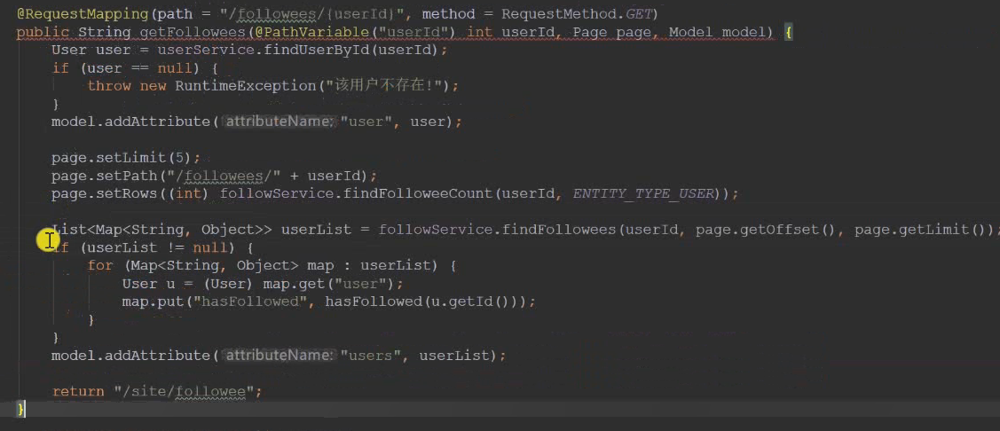 @RequestMapping(path = "/followees/{userId}", method = RequestMethod.GET)
public String getFollowees(@PathVariable("userId") int userId, Page page, Model model) {
    User user = userService.findUserById(userId);
    if (user == null) {
        throw new RuntimeException("该用户不存在!");
    }
    model.addAttribute( attributeName: "user", user);

    page.setLimit(5);
    page.setPath("/followees/" + userId);
    page.setRows((int) followService.findFolloweeCount(userId, ENTITY_TYPE_USER));

    List<Map<String, Object>> userList = followService.findFollowees(userId, page.getOffset(), page.getLimit());
    if (userList != null) {
        for (Map<String, Object> map : userList) {
            User u = (User) map.get("user");
            map.put("hasFollowed", hasFollowed(u.getId()));
        }
    }
    model.addAttribute( attributeName: "users", userList);

    return "/site/followee";
}